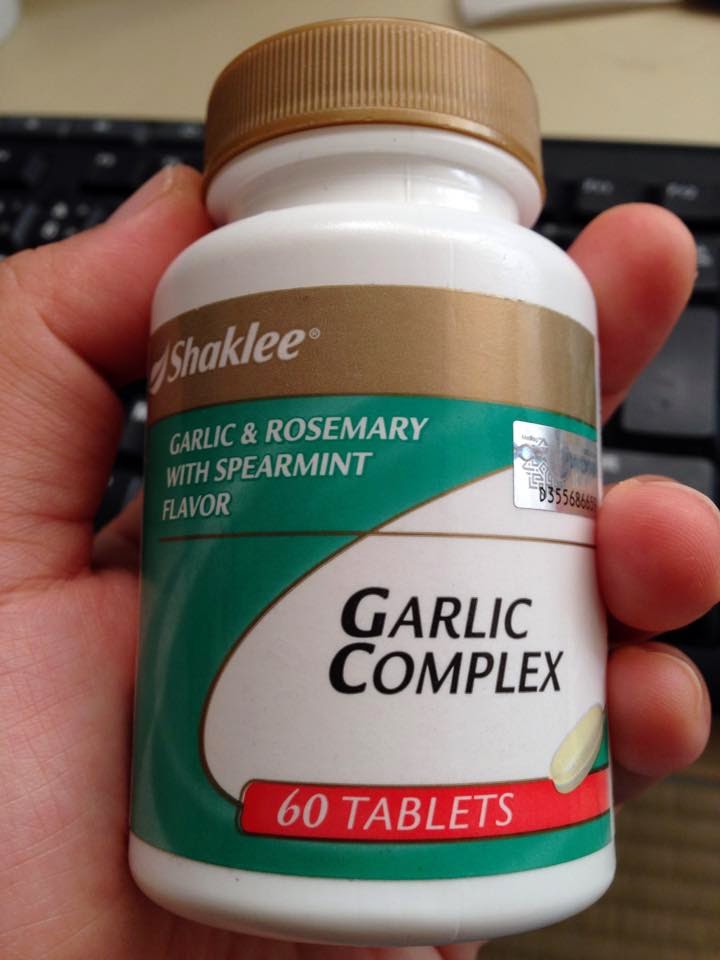 Shaklee®
GARLIC & ROSEMARY
WITH SPEARMINT
FLAVOR
GARLIC
COMPLEX
60 TABLETS